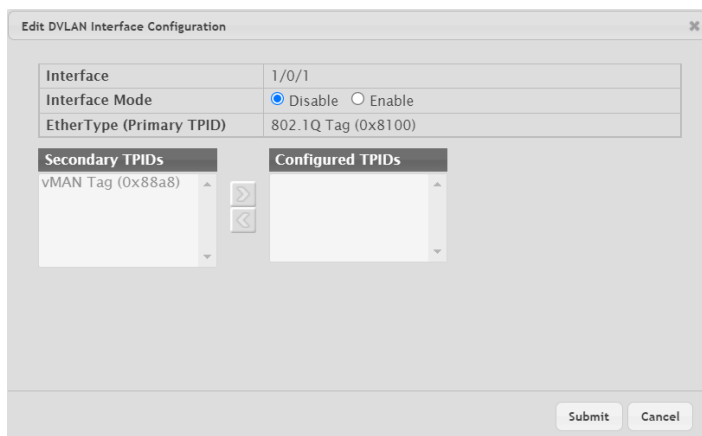 Edit DVLAN Interface Configuration
Interface 1/0/1
Interface Mode Disable Enable
EtherType (Primary TPID) 802.1Q Tag (0x8100)
Secondary TPIDs Configured TPIDs
vMAN Tag (0x88a8)
Submit Cancel